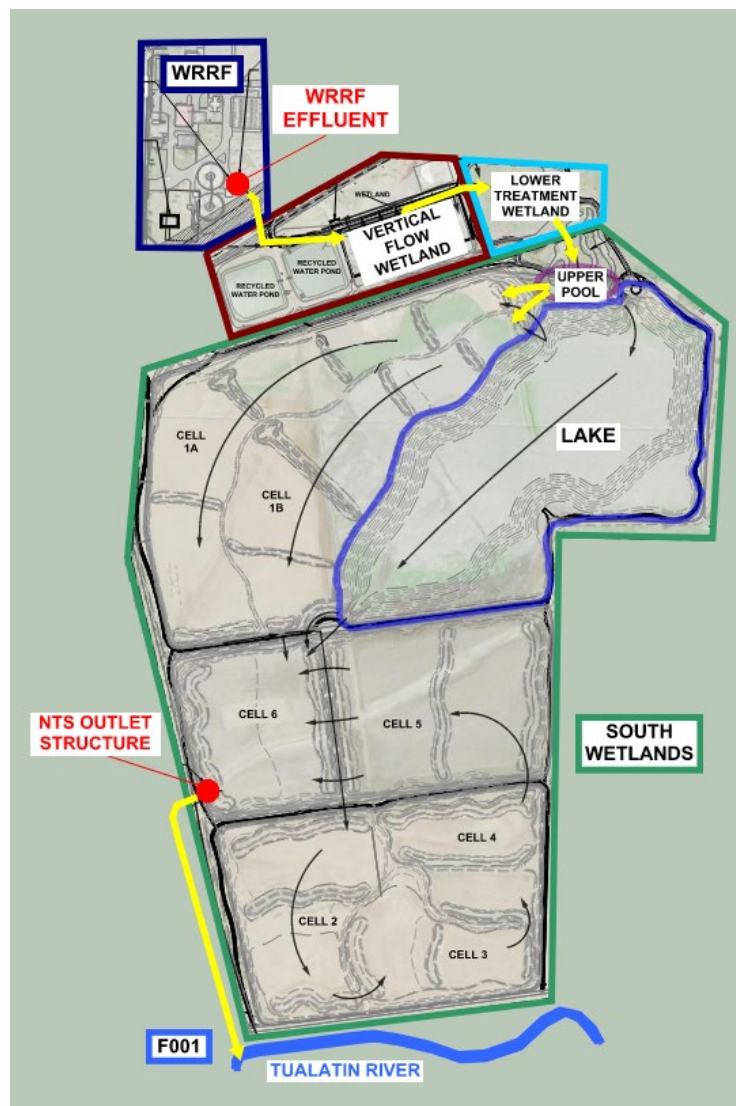 WRRF
WRRF
EFFLUENT
WETLAND
LOWER
TREATMENT
WETLAND
VERTICAL
FLOW
WETLAND
RECYCLED
WATER POND
RECYCLED
WATER POND
UPPER
POOL
LAKE
CELL
1A
CELL
1B
CELL 6
CELL 5
NTS OUTLET
STRUCTURE
SOUTH
WETLANDS
CELL 4
CELL 2
CELL 3
F001
TUALATIN RIVER